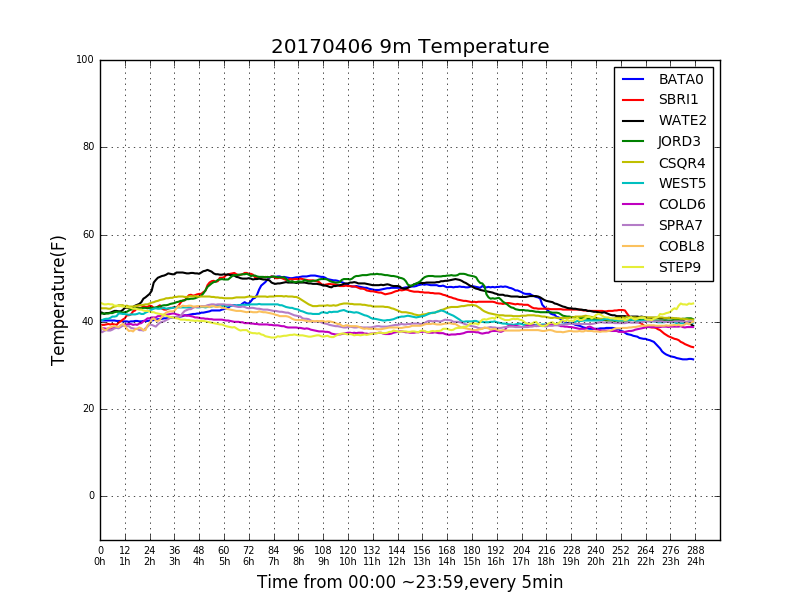 20170406 9m Temperature
100
80
60
40
20
0
Temperature(F)
BATA0
SBRI1
WATE2
JORD3
CSQR4
WEST5
COLD6
SPRA7
COBL8
STEP9
0 12 24 36 48 60 72 84 96 108 120 132 144 156 168 180 192 204 216 228 240 252 264 276 288
0h 1h 2h 3h 4h 5h 6h 7h 8h 9h 10h 11h 12h 13h 14h 15h 16h 17h 18h 19h 20h 21h 22h 23h 24h
Time from 00:00 ~23:59,every 5min